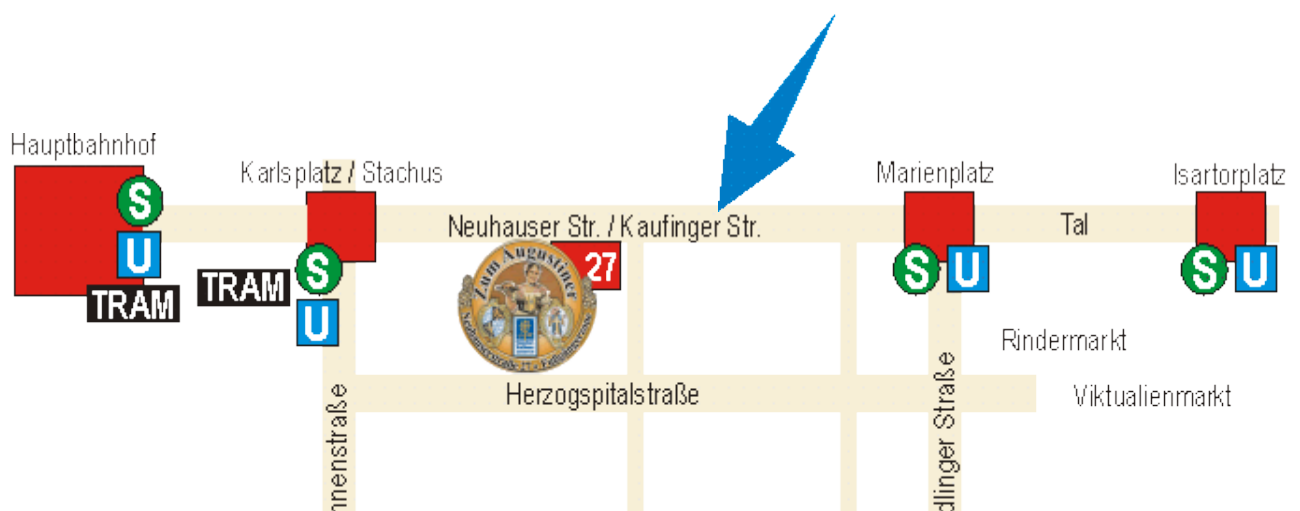 Hauptbahnhof
Karlsplatz / Stachus
Marienplatz
Isartorplatz
S
U
TRAM
TRAM
S
U
Neuhauser Str. / Kaufinger Str.
27
Zum Augustiner
S U
Tal
S U
Rindermarkt
Herzogspitalstraße
Viktualienmarkt
nnenstraße
dlinger Straße